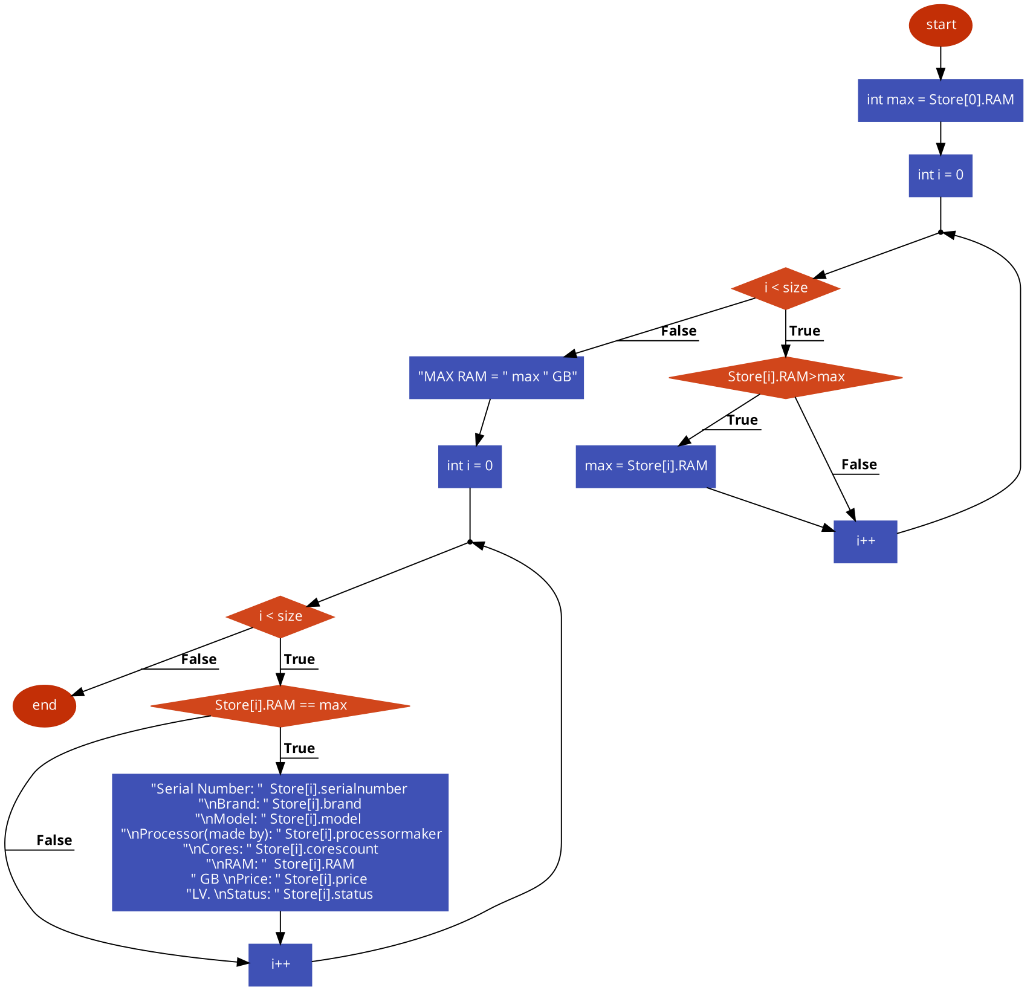 start
int max = Store[0].RAM
int i = 0
i < size
False
True
"MAX RAM = " max " GB"
Store[i].RAM>max
True
False
int i = 0
max = Store[i].RAM
i++
i < size
False
True
end
Store[i].RAM == max
True
False
"Serial Number: "  Store[i].serialnumber
"\nBrand: " Store[i].brand
"\nModel: " Store[i].model
"\nProcessor(made by): " Store[i].processormaker
"\nCores: " Store[i].corescount
"\nRAM: "  Store[i].RAM
" GB \nPrice: " Store[i].price
"LV. \nStatus: " Store[i].status
i++